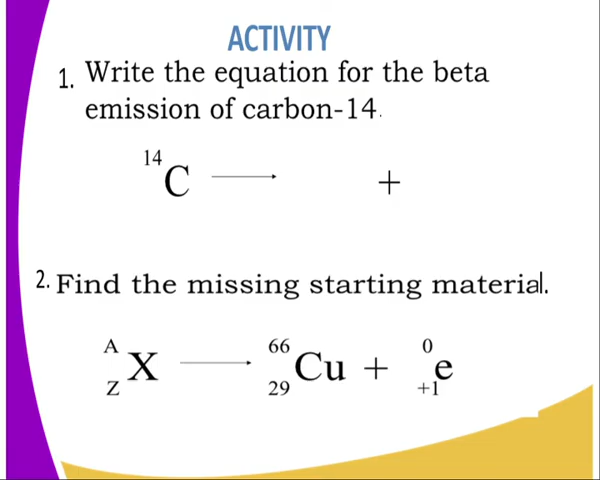 ACTIVITY
1. Write the equation for the beta
emission of carbon-14.
14
C ⟶ +
2. Find the missing starting material.
A 66 0
X ⟶ Cu + e
Z 29 +1